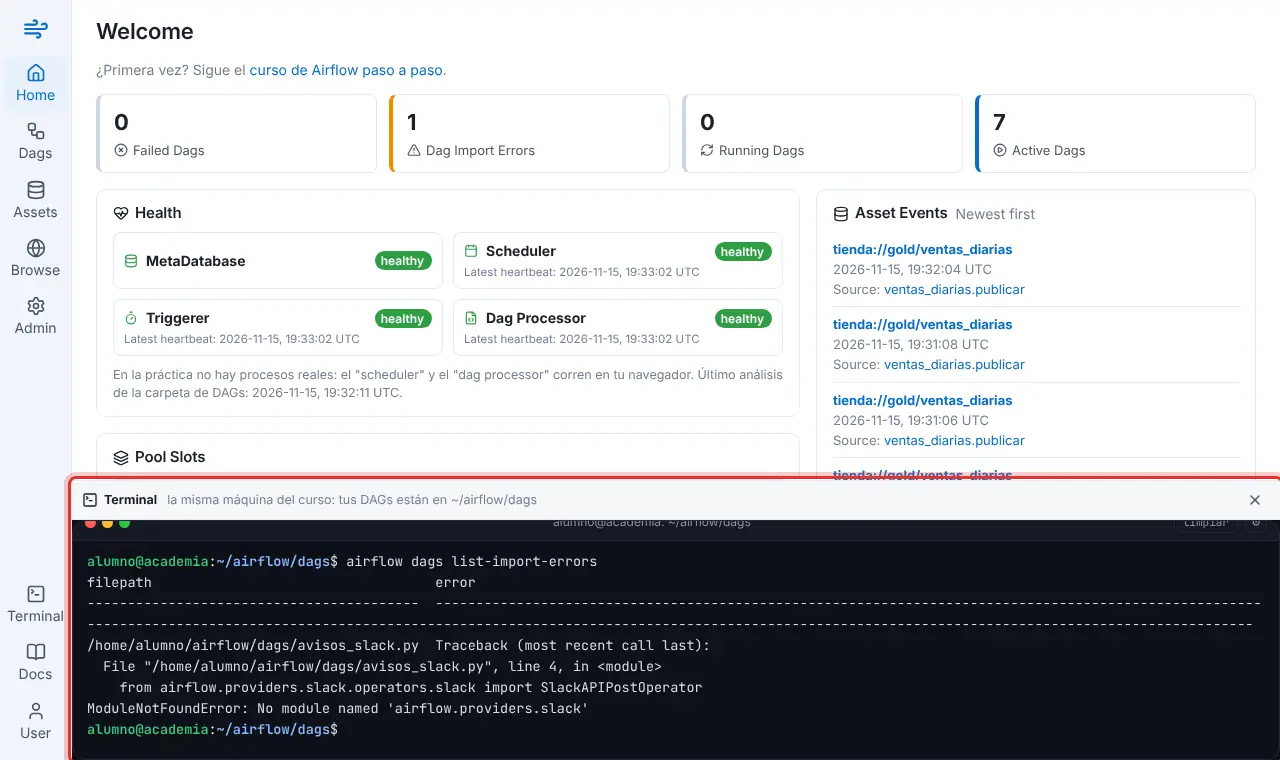 Welcome
¿Primera vez? Sigue el curso de Airflow paso a paso.
Home
Dags
Assets
Browse
Admin
Terminal
Docs
User
0
Failed Dags
1
Dag Import Errors
0
Running Dags
7
Active Dags
Health
MetaDatabase
healthy
Scheduler
healthy
Latest heartbeat: 2026-11-15, 19:33:02 UTC
Triggerer
healthy
Latest heartbeat: 2026-11-15, 19:33:02 UTC
Dag Processor
healthy
Latest heartbeat: 2026-11-15, 19:33:02 UTC
En la práctica no hay procesos reales: el "scheduler" y el "dag processor" corren en tu navegador. Último análisis
de la carpeta de DAGs: 2026-11-15, 19:32:11 UTC.
Pool Slots
Asset Events Newest first
tienda://gold/ventas_diarias
2026-11-15, 19:32:04 UTC
Source: ventas_diarias.publicar
tienda://gold/ventas_diarias
2026-11-15, 19:31:08 UTC
Source: ventas_diarias.publicar
tienda://gold/ventas_diarias
2026-11-15, 19:31:06 UTC
Source: ventas_diarias.publicar
tienda://gold/ventas_diarias
Terminal la misma máquina del curso: tus DAGs están en ~/airflow/dags
alumno@academia: ~/airflow/dags
limpiar
alumno@academia:~/airflow/dags$ airflow dags list-import-errors
filepath error
----------------------------------------- ------------------------------------------------------------------------------------------------------
------------------------------------------------------------------------------------------------------------------------------------------------
/home/alumno/airflow/dags/avisos_slack.py Traceback (most recent call last):
File "/home/alumno/airflow/dags/avisos_slack.py", line 4, in <module>
from airflow.providers.slack.operators.slack import SlackAPIPostOperator
ModuleNotFoundError: No module named 'airflow.providers.slack'
alumno@academia:~/airflow/dags$